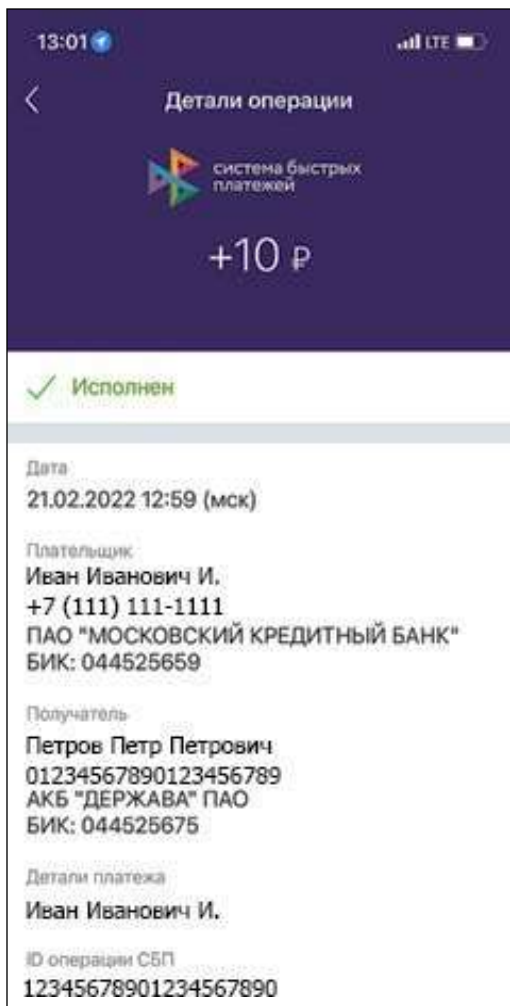 13:01
LTE
Детали операции
система быстрых
платежей
+10 ₽
Исполнен
Дата
21.02.2022 12:59 (мск)
Плательщик
Иван Иванович И.
+7 (111) 111-1111
ПАО "МОСКОВСКИЙ КРЕДИТНЫЙ БАНК"
БИК: 044525659
Получатель
Петров Петр Петрович
01234567890123456789
АКБ "ДЕРЖАВА" ПАО
БИК: 044525675
Детали платежа
Иван Иванович И.
ID операции СБП
12345678901234567890